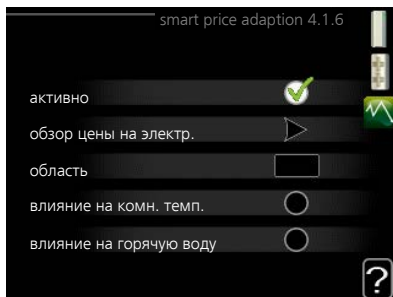 smart price adaption 4.1.6
активно
обзор цены на электр.
область
влияние на комн. темп.
влияние на горячую воду
?